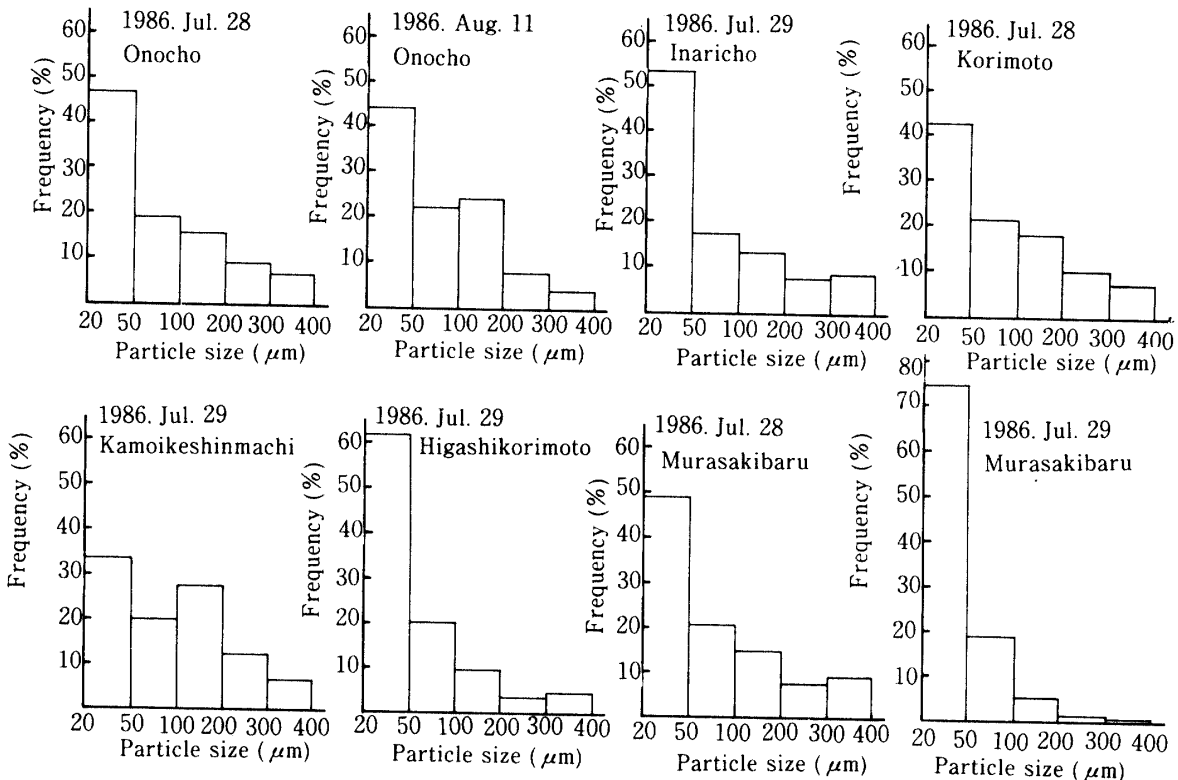 1986. Jul. 28
Onocho
Frequency (%)
60
50
40
30
20
10
20 50 100 200 300 400
Particle size ( μm)
1986. Aug. 11
Onocho
Frequency (%)
60
50
40
30
20
10
20 50 100 200 300 400
Particle size ( μm)
1986. Jul. 29
Inaricho
Frequency (%)
60
50
40
30
20
10
20 50 100 200 300 400
Particle size ( μm)
1986. Jul. 28
Korimoto
Frequency (%)
60
50
40
30
20
10
20 50 100 200 300 400
Particle size ( μm)
1986. Jul. 29
Kamoikeshinmachi
Frequency (%)
60
50
40
30
20
10
20 50 100 200 300 400
Particle size ( μm)
1986. Jul. 29
Higashikorimoto
Frequency (%)
60
50
40
30
20
10
20 50 100 200 300 400
Particle size ( μm)
1986. Jul. 28
Murasakibaru
Frequency (%)
60
50
40
30
20
10
20 50 100 200 300 400
Particle size ( μm)
1986. Jul. 29
Murasakibaru
Frequency (%)
80
70
60
50
40
30
20
10
20 50 100 200 300 400
Particle size ( μm)